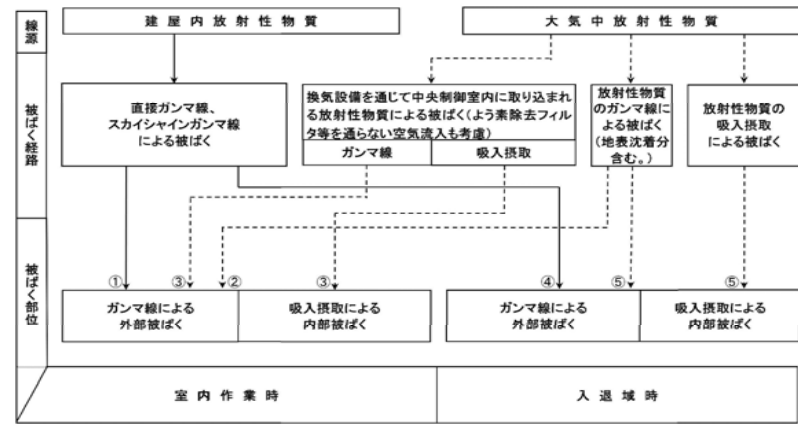 線源
建屋内放射性物質
大気中放射性物質
被ばく経路
直接ガンマ線、
スカイシャインガンマ線
による被ばく
換気設備を通じて中央制御室内に取り込まれ
る放射性物質による被ばく(よう素除去フィル
タ等を通らない空気流入も考慮)
ガンマ線
吸入摂取
放射性物質
のガンマ線に
よる被ばく
(地表沈着分
含む。)
放射性物質の
吸入摂取
による被ばく
被ばく部位
①
③
②
③
④
⑤
⑤
ガンマ線による
外部被ばく
吸入摂取による
内部被ばく
ガンマ線による
外部被ばく
吸入摂取による
内部被ばく
室内作業時
入退域時